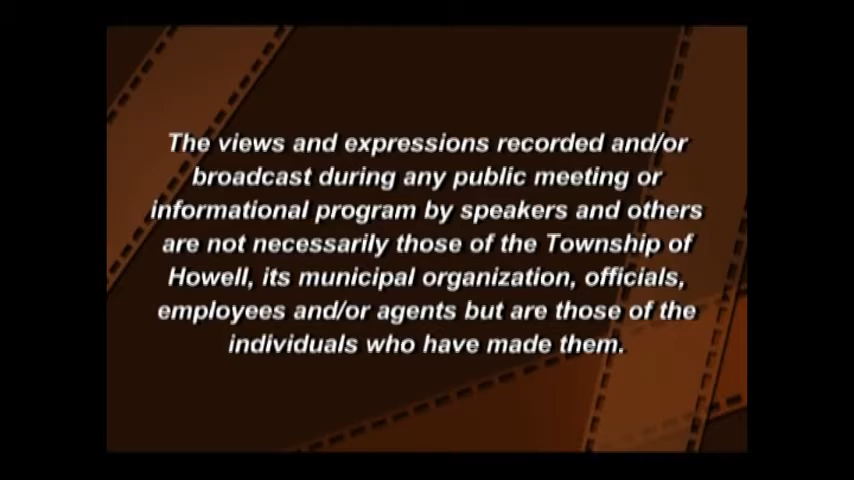 The views and expressions recorded and/or
broadcast during any public meeting or
informational program by speakers and others
are not necessarily those of the Township of
Howell, its municipal organization, officials,
employees and/or agents but are those of the
individuals who have made them.